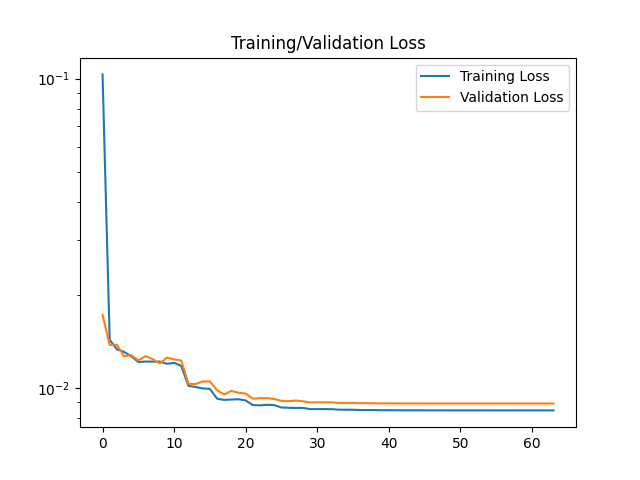 Training/Validation Loss
Training Loss
Validation Loss
10⁻¹
10⁻²
0 10 20 30 40 50 60